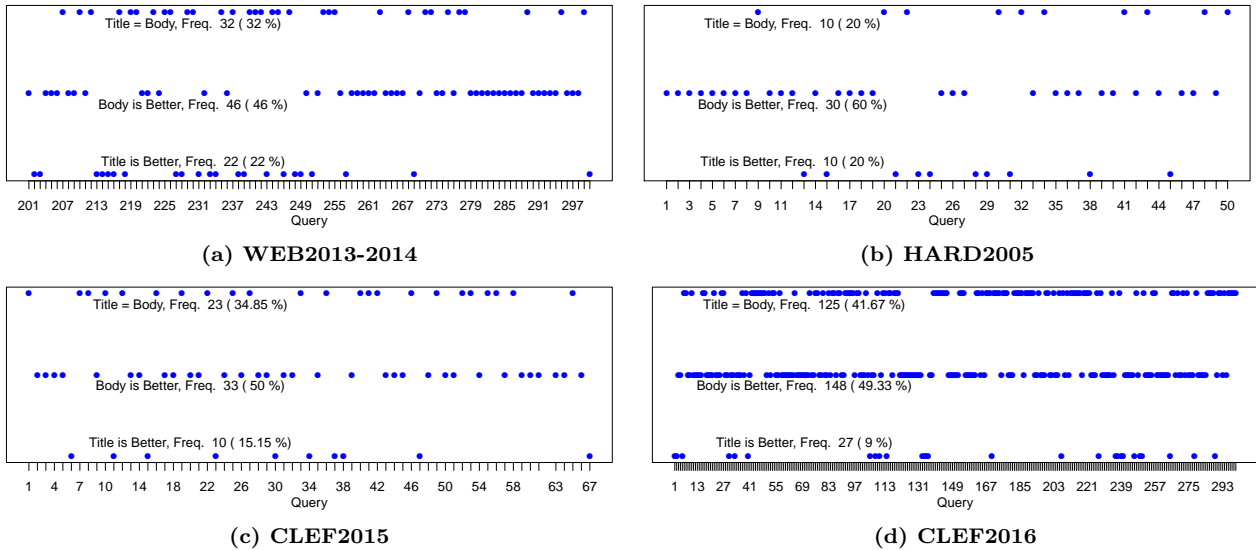 Title = Body, Freq. 32 ( 32 %)
Body is Better, Freq. 46 ( 46 %)
Title is Better, Freq. 22 ( 22 %)
201 207 213 219 225 231 237 243 249 255 261 267 273 279 285 291 297
Query
(a) WEB2013-2014
Title = Body, Freq. 10 ( 20 %)
Body is Better, Freq. 30 ( 60 %)
Title is Better, Freq. 10 ( 20 %)
1 3 5 7 9 11 14 17 20 23 26 29 32 35 38 41 44 47 50
Query
(b) HARD2005
Title = Body, Freq. 23 ( 34.85 %)
Body is Better, Freq. 33 ( 50 %)
Title is Better, Freq. 10 ( 15.15 %)
1 4 7 10 14 18 22 26 30 34 38 42 46 50 54 58 63 67
Query
(c) CLEF2015
Title = Body, Freq. 125 ( 41.67 %)
Body is Better, Freq. 148 ( 49.33 %)
Title is Better, Freq. 27 ( 9 %)
1 13 27 41 55 69 83 97 113 131 149 167 185 203 221 239 257 275 293
Query
(d) CLEF2016